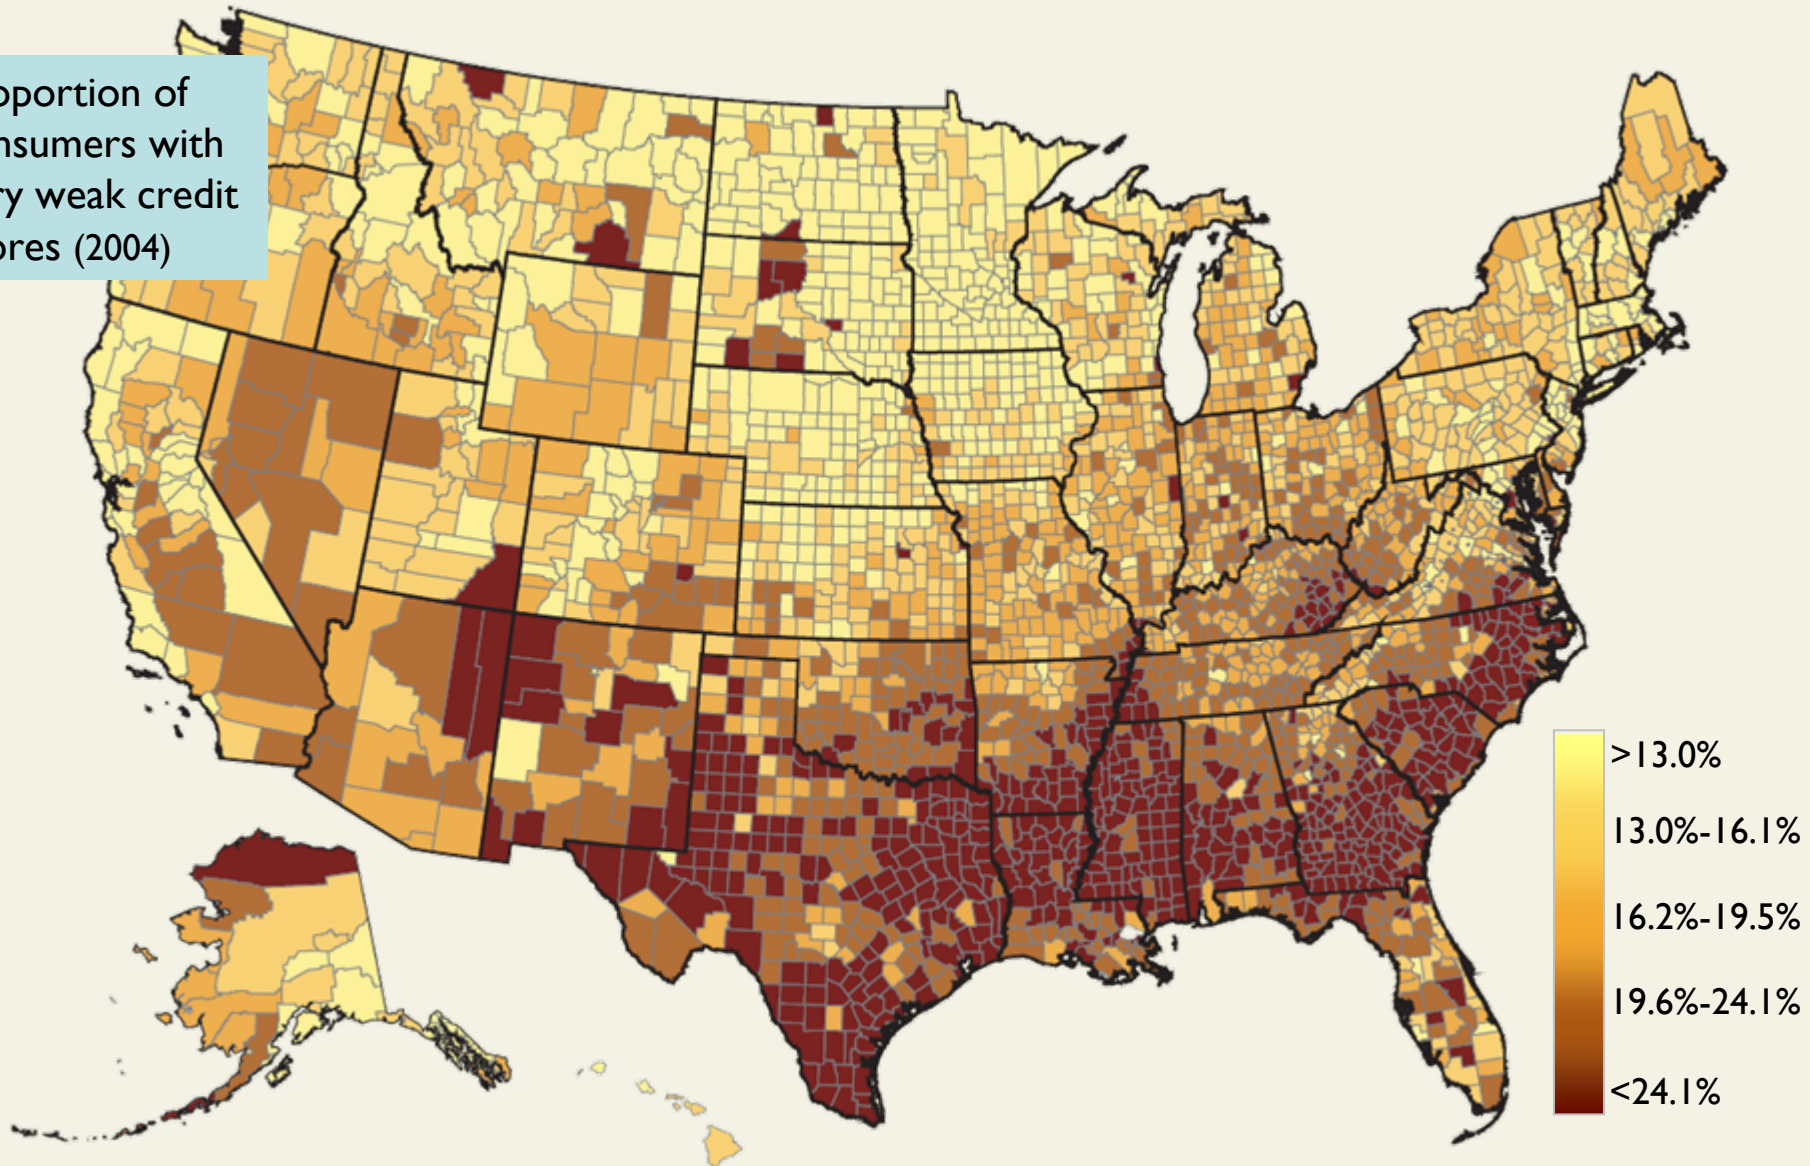 oportion of
nsumers with
ry weak credit
ores (2004)
>13.0%
13.0%-16.1%
16.2%-19.5%
19.6%-24.1%
<24.1%